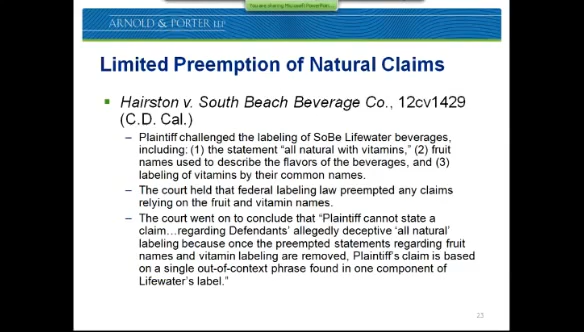 You are sharing Microsoft PowerPoin...
ARNOLD & PORTER LLP
Limited Preemption of Natural Claims
▪ Hairston v. South Beach Beverage Co., 12cv1429
(C.D. Cal.)
– Plaintiff challenged the labeling of SoBe Lifewater beverages,
including: (1) the statement “all natural with vitamins,” (2) fruit
names used to describe the flavors of the beverages, and (3)
labeling of vitamins by their common names.
– The court held that federal labeling law preempted any claims
relying on the fruit and vitamin names.
– The court went on to conclude that “Plaintiff cannot state a
claim…regarding Defendants’ allegedly deceptive ‘all natural’
labeling because once the preempted statements regarding fruit
names and vitamin labeling are removed, Plaintiff’s claim is based
on a single out-of-context phrase found in one component of
Lifewater’s label.”
23